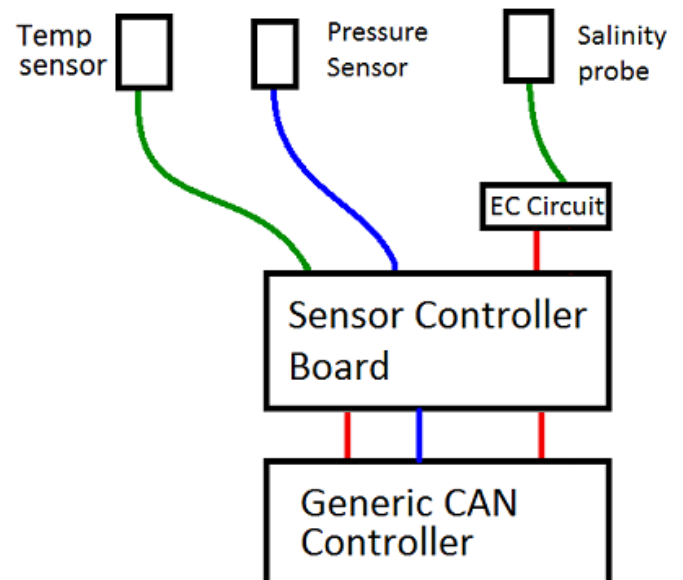 Temp
sensor
Pressure
Sensor
Salinity
probe
EC Circuit
Sensor Controller
Board
Generic CAN
Controller